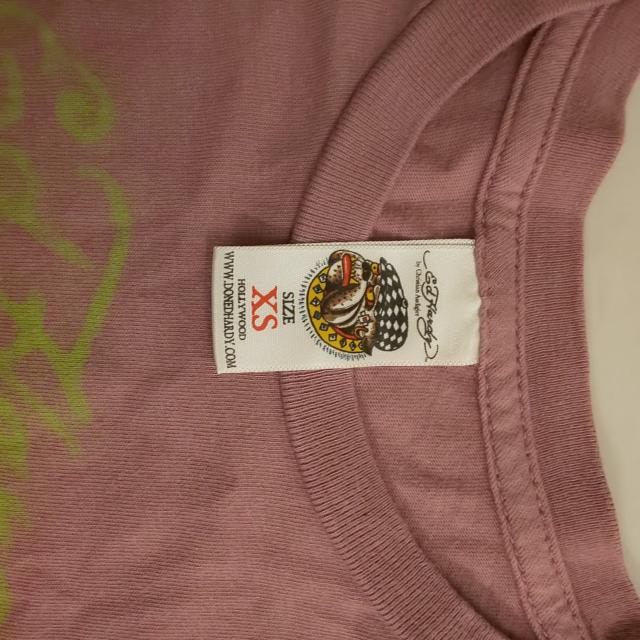 Ed Hardy
by Christian Audigier
SIZE
XS
HOLLYWOOD
WWW.DONEDHARDY.COM